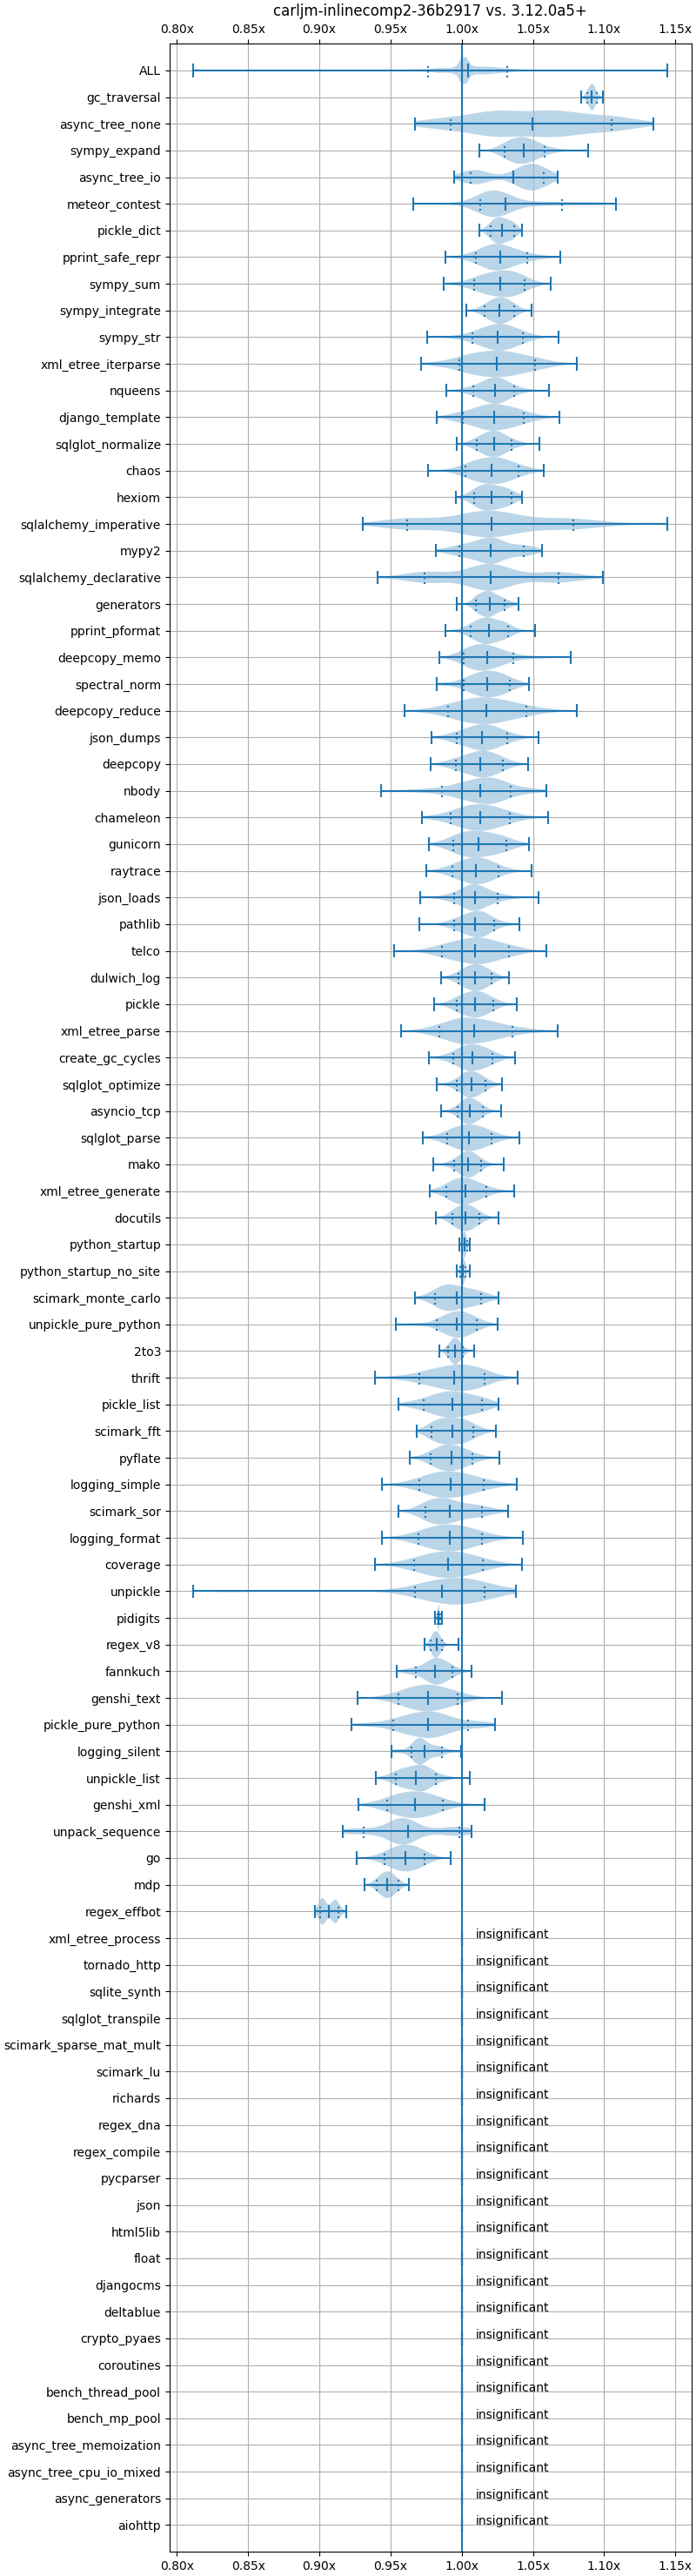 carljm-inlinecomp2-36b2917 vs. 3.12.0a5+
0.80x 0.85x 0.90x 0.95x 1.00x 1.05x 1.10x 1.15x
ALL
gc_traversal
async_tree_none
sympy_expand
async_tree_io
meteor_contest
pickle_dict
pprint_safe_repr
sympy_sum
sympy_integrate
sympy_str
xml_etree_iterparse
nqueens
django_template
sqlglot_normalize
chaos
hexiom
sqlalchemy_imperative
mypy2
sqlalchemy_declarative
generators
pprint_pformat
deepcopy_memo
spectral_norm
deepcopy_reduce
json_dumps
deepcopy
nbody
chameleon
gunicorn
raytrace
json_loads
pathlib
telco
dulwich_log
pickle
xml_etree_parse
create_gc_cycles
sqlglot_optimize
asyncio_tcp
sqlglot_parse
mako
xml_etree_generate
docutils
python_startup
python_startup_no_site
scimark_monte_carlo
unpickle_pure_python
2to3
thrift
pickle_list
scimark_fft
pyflate
logging_simple
scimark_sor
logging_format
coverage
unpickle
pidigits
regex_v8
fannkuch
genshi_text
pickle_pure_python
logging_silent
unpickle_list
genshi_xml
unpack_sequence
go
mdp
regex_effbot
xml_etree_process insignificant
tornado_http insignificant
sqlite_synth insignificant
sqlglot_transpile insignificant
scimark_sparse_mat_mult insignificant
scimark_lu insignificant
richards insignificant
regex_dna insignificant
regex_compile insignificant
pycparser insignificant
json insignificant
html5lib insignificant
float insignificant
djangocms insignificant
deltablue insignificant
crypto_pyaes insignificant
coroutines insignificant
bench_thread_pool insignificant
bench_mp_pool insignificant
async_tree_memoization insignificant
async_tree_cpu_io_mixed insignificant
async_generators insignificant
aiohttp insignificant
0.80x 0.85x 0.90x 0.95x 1.00x 1.05x 1.10x 1.15x